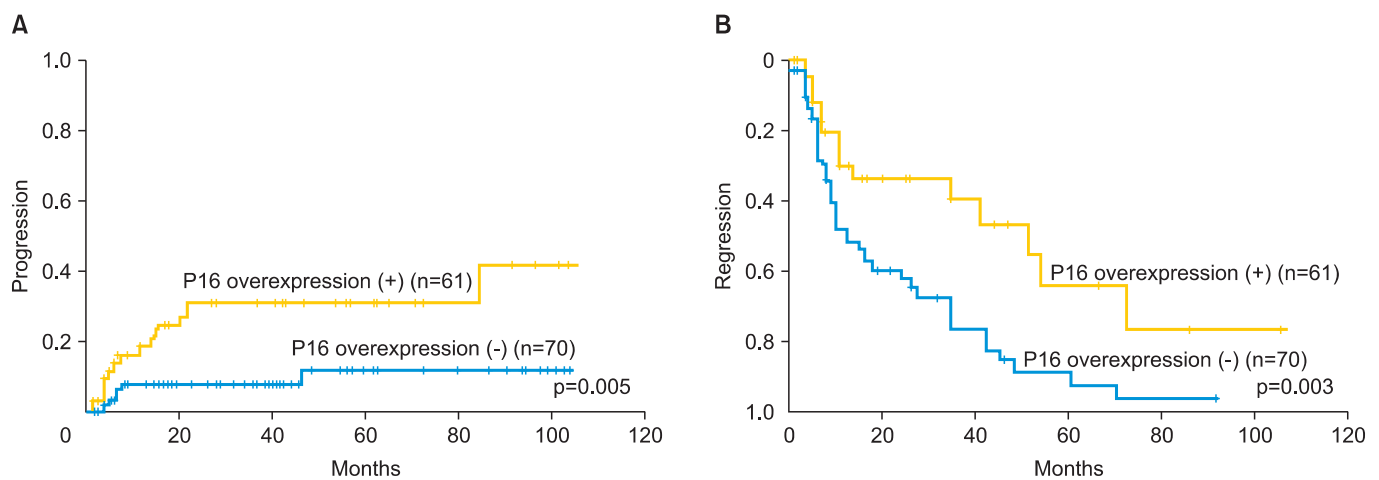 A
B
1.0
0.8
0.6
0.4
0.2
0
Progression
P16 overexpression (+) (n=61)
P16 overexpression (-) (n=70)
p=0.005
20
40
60
80
100
120
Months
0
0.2
0.4
0.6
0.8
1.0
Regression
P16 overexpression (+) (n=61)
P16 overexpression (-) (n=70)
p=0.003
0
20
40
60
80
100
120
Months